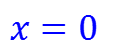 x = 0